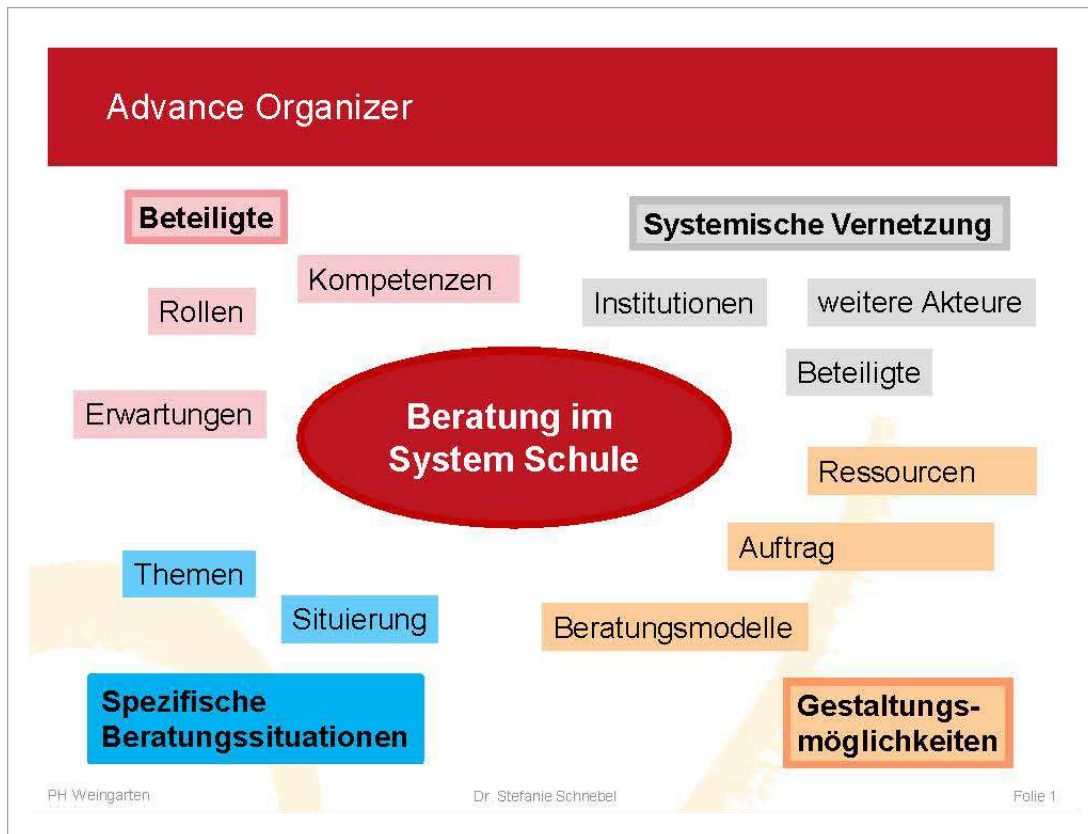 Advance Organizer
Beteiligte
Kompetenzen
Rollen
Erwartungen
Systemische Vernetzung
Institutionen
weitere Akteure
Beteiligte
Beratung im
System Schule
Ressourcen
Auftrag
Beratungsmodelle
Gestaltungs-
möglichkeiten
Themen
Situierung
Spezifische
Beratungssituationen
PH Weingarten
Dr. Stefanie Schnebel
Folie 1